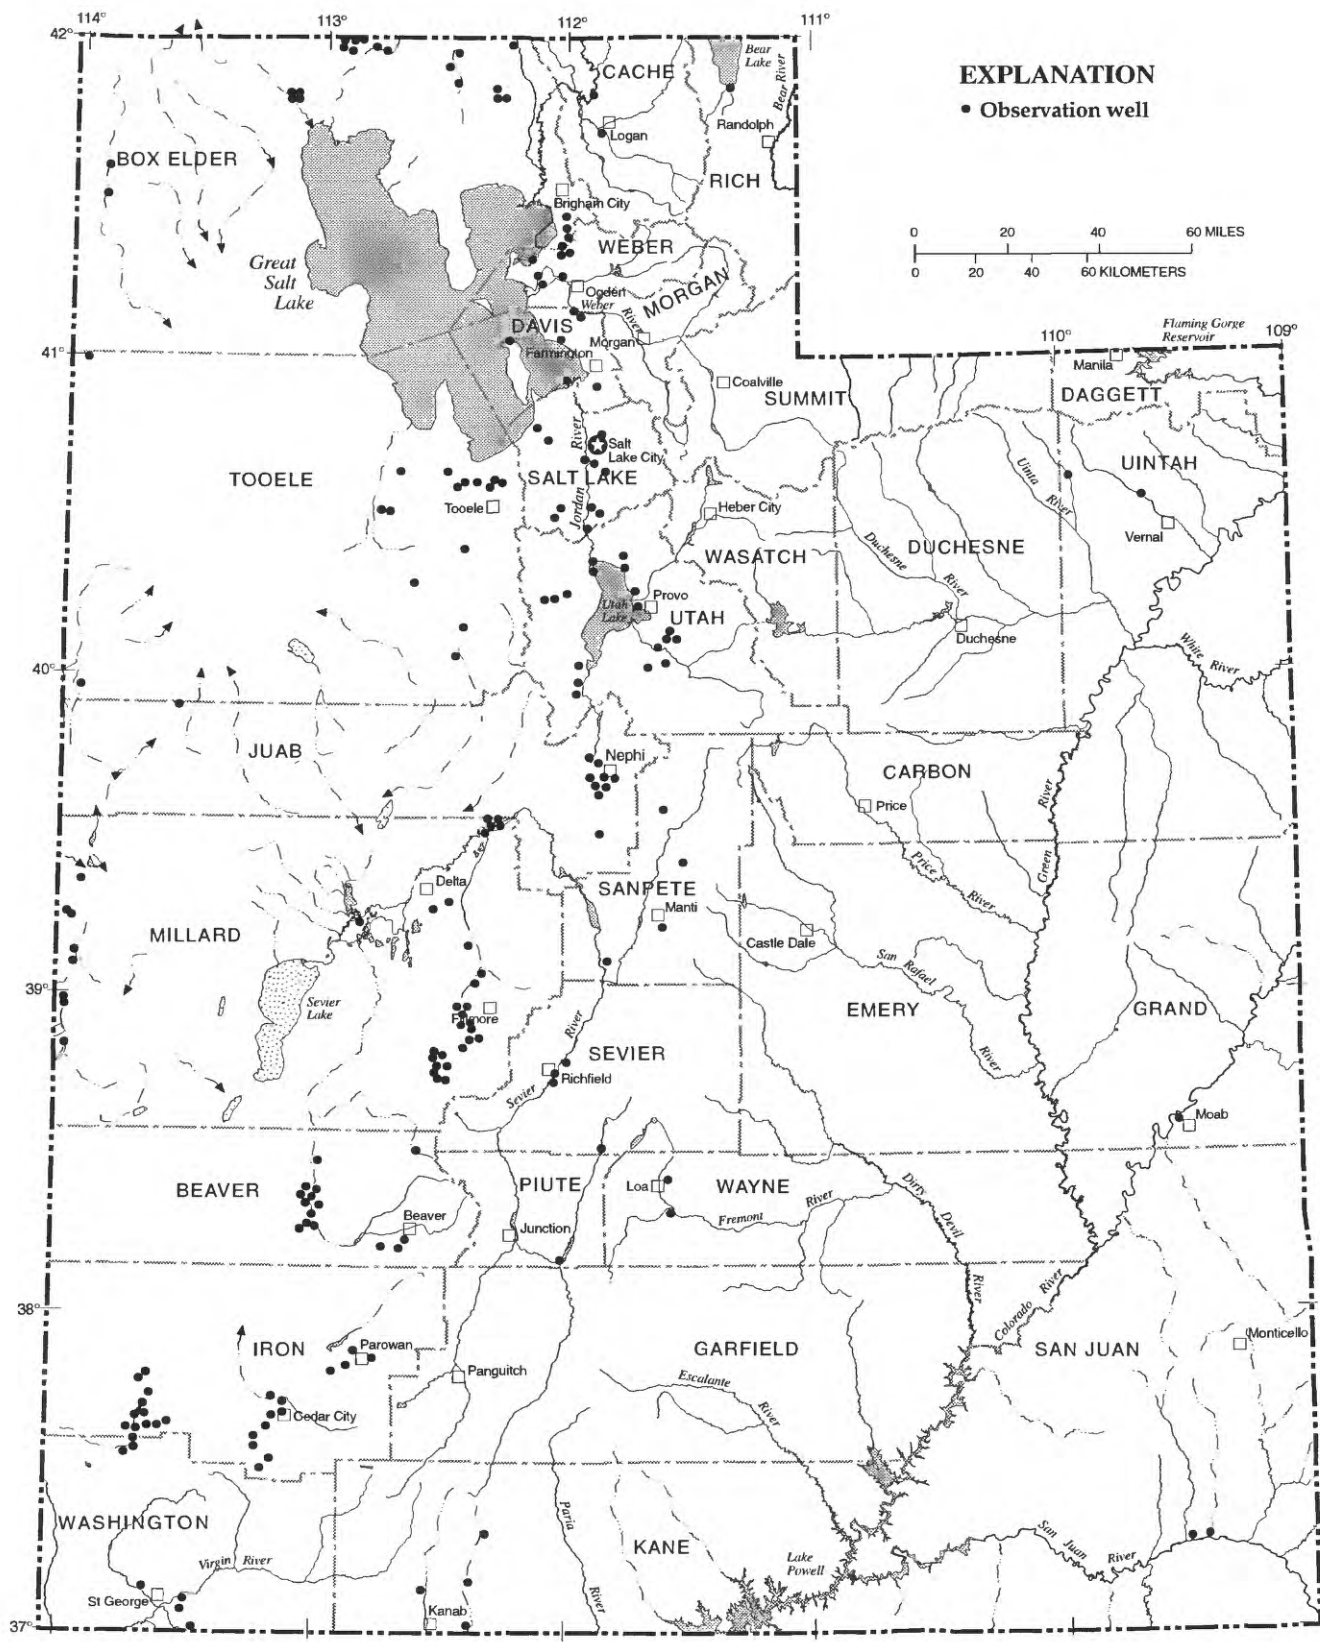 114°
113°
112°
111°
42°
EXPLANATION
Observation well
Bear
Lake
Bear River
CACHE
Logan
Randolph
RICH
BOX ELDER
Brigham City
WEBER
0 20 40 60 MILES
0 20 40 60 KILOMETERS
Great
Salt
Lake
Ogden
Weber
River
MORGAN
DAVIS
Morgan
Farmington
41°
110°
109°
Flaming Gorge
Reservoir
Manila
DAGGETT
Coalville
SUMMIT
River
Salt
Lake City
TOOELE
SALT LAKE
Jordan
Tooele
UINTAH
Uinta
River
Vernal
Heber City
WASATCH
DUCHESNE
Duchesne
River
Duchesne
Provo
Utah
Lake
UTAH
White
River
40°
JUAB
Nephi
CARBON
Price
Price
River
Green
River
Delta
SANPETE
Manti
MILLARD
Castle Dale
San Rafael
River
39°
Sevier
Lake
Fillmore
EMERY
GRAND
River
SEVIER
Richfield
Sevier
Moab
BEAVER
Beaver
PIUTE
Junction
Loa
WAYNE
Fremont
River
Dirty
Devil
River
38°
Colorado
River
IRON
Parowan
Panguitch
GARFIELD
Escalante
River
SAN JUAN
Monticello
Cedar City
WASHINGTON
Virgin River
St George
KANE
Paria
River
Lake
Powell
San
Juan
River
Kanab
37°